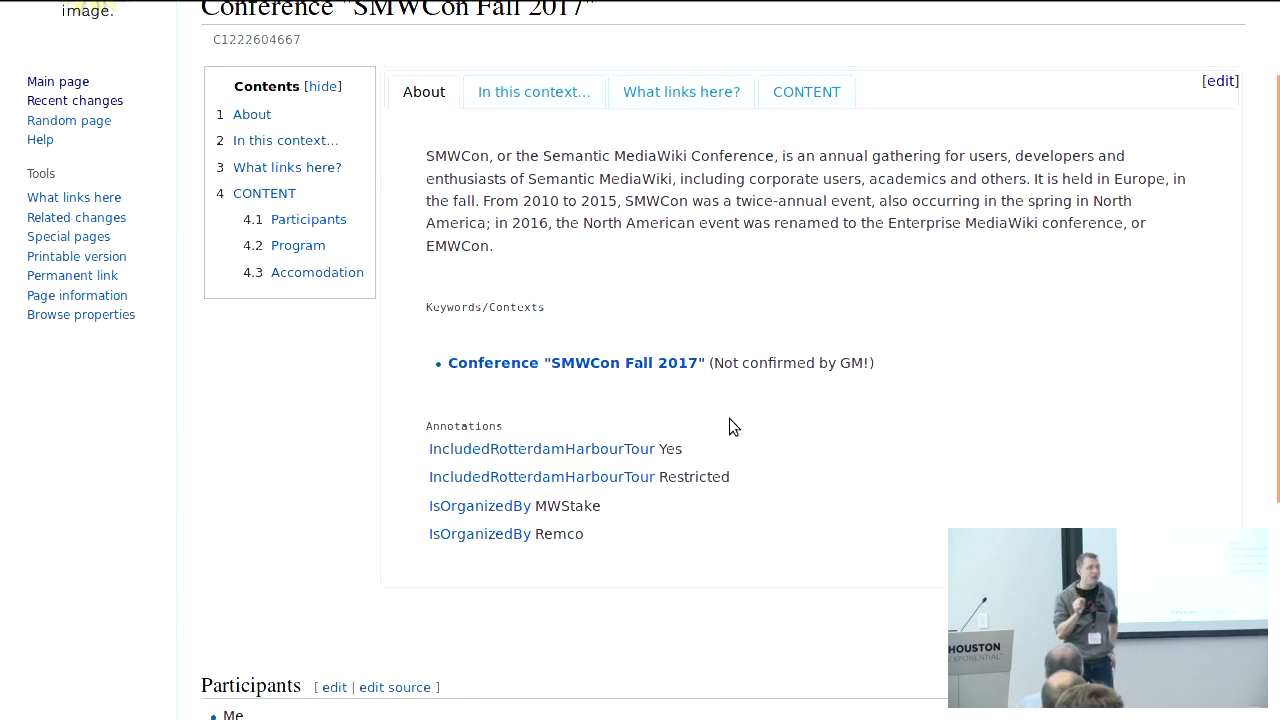 image.
Conference "SMWCon Fall 2017"
C1222604667
Main page
Recent changes
Random page
Help
Tools
What links here
Related changes
Special pages
Printable version
Permanent link
Page information
Browse properties
Contents [hide]
1 About
2 In this context...
3 What links here?
4 CONTENT
4.1 Participants
4.2 Program
4.3 Accomodation
About In this context... What links here? CONTENT
[edit]
SMWCon, or the Semantic MediaWiki Conference, is an annual gathering for users, developers and
enthusiasts of Semantic MediaWiki, including corporate users, academics and others. It is held in Europe, in
the fall. From 2010 to 2015, SMWCon was a twice-annual event, also occurring in the spring in North
America; in 2016, the North American event was renamed to the Enterprise MediaWiki conference, or
EMWCon.
Keywords/Contexts
• Conference "SMWCon Fall 2017" (Not confirmed by GM!)
Annotations
IncludedRotterdamHarbourTour Yes
IncludedRotterdamHarbourTour Restricted
IsOrganizedBy MWStake
IsOrganizedBy Remco
Participants [ edit | edit source ]
• Me
HOUSTON
EXPONENTIAL